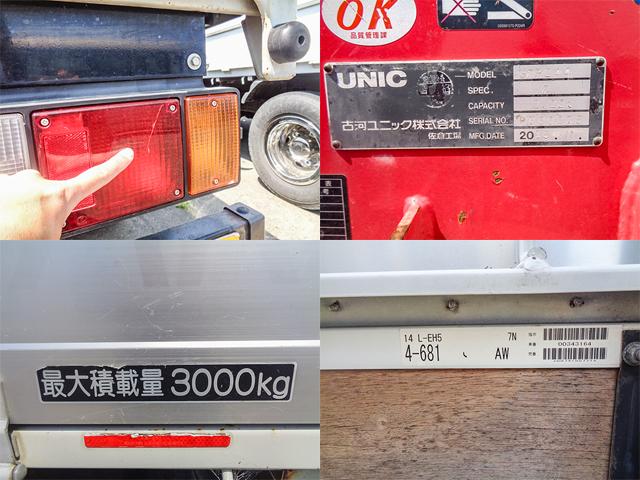 OK
品質管理課
UNIC
MODEL
SPEC.
CAPACITY
SERIAL NO.
MFG.DATE 20
古河ユニック株式会社
佐倉工場
最大積載量 3000kg
14 L-EH5 7N
4-681 AW
00343164